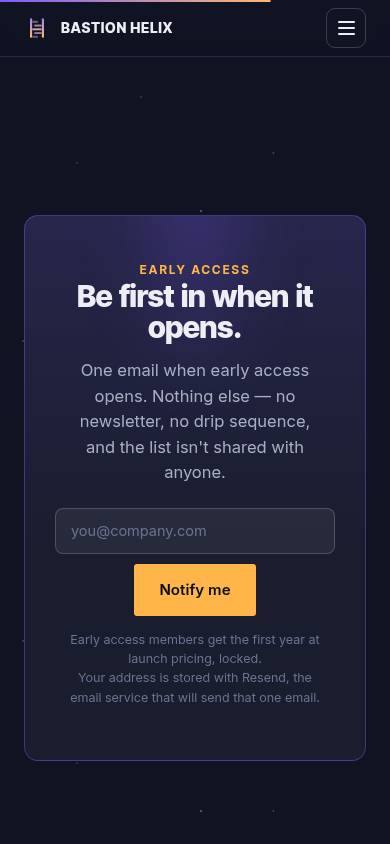 BASTION HELIX
EARLY ACCESS
Be first in when it
opens.
One email when early access
opens. Nothing else — no
newsletter, no drip sequence,
and the list isn't shared with
anyone.
you@company.com
Notify me
Early access members get the first year at
launch pricing, locked.
Your address is stored with Resend, the
email service that will send that one email.